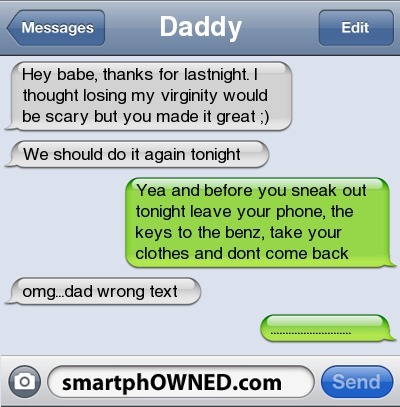 Messages
Daddy
Edit
Hey babe, thanks for lastnight. I
thought losing my virginity would
be scary but you made it great ;)
We should do it again tonight
Yea and before you sneak out
tonight leave your phone, the
keys to the benz, take your
clothes and dont come back
omg...dad wrong text
...........................
smartphOWNED.com
Send